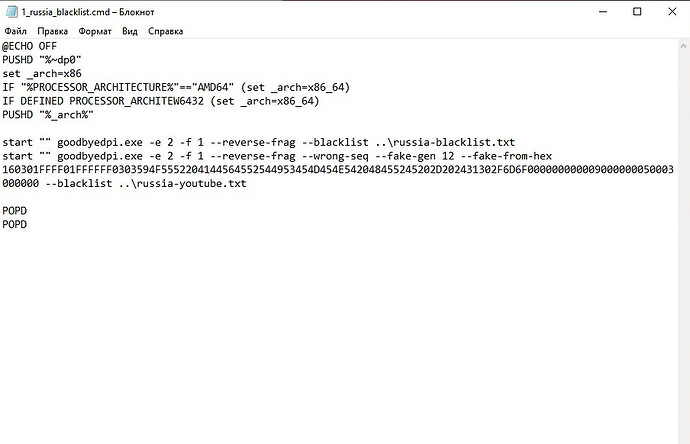 1_russia_blacklist.cmd – Блокнот
Файл Правка Формат Вид Справка
@ECHO OFF
PUSHD "%~dp0"
set _arch=x86
IF "%PROCESSOR_ARCHITECTURE%"=="AMD64" (set _arch=x86_64)
IF DEFINED PROCESSOR_ARCHITEW6432 (set _arch=x86_64)
PUSHD "%_arch%"
start "" goodbyedpi.exe -e 2 -f 1 --reverse-frag --blacklist ..\russia-blacklist.txt
start "" goodbyedpi.exe -e 2 -f 1 --reverse-frag --wrong-seq --fake-gen 12 --fake-from-hex
160301FFFF01FFFFFF0303594F5552204144564552544953454D454E542048455245202D202431302F6D6F000000000009000000050003
000000 --blacklist ..\russia-youtube.txt
POPD
POPD